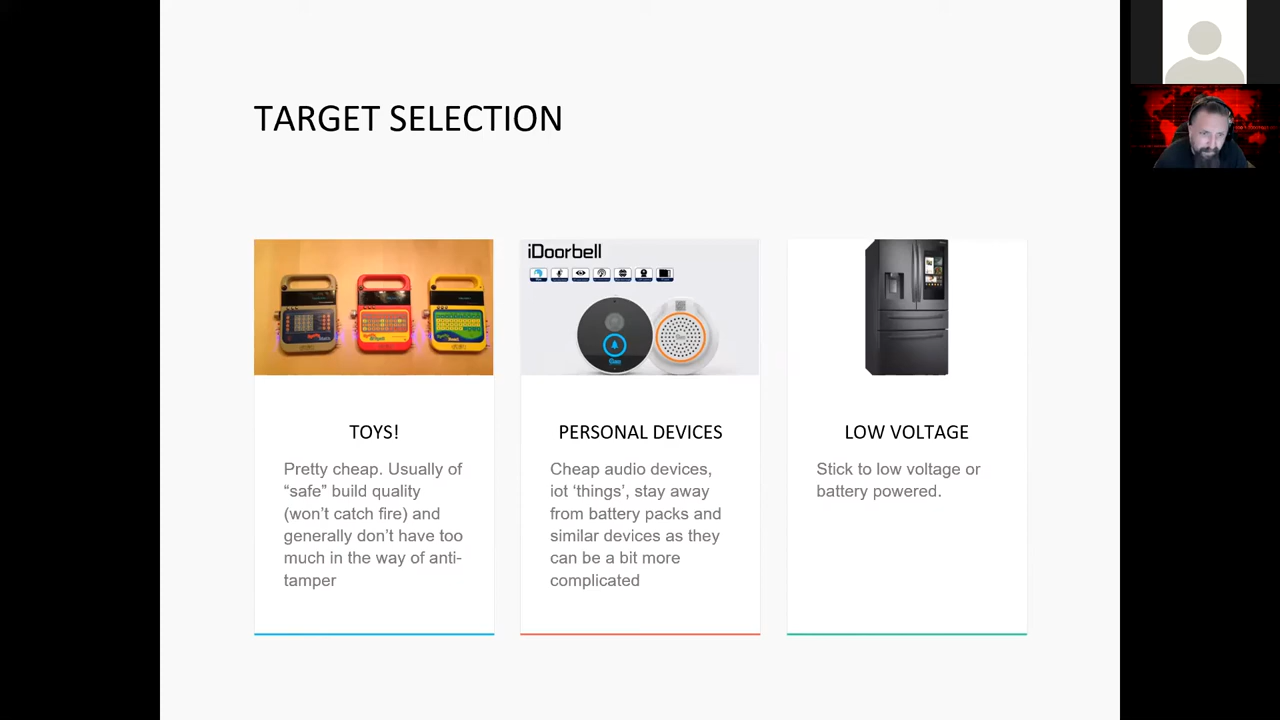 TARGET SELECTION
iDoorbell
TOYS!
Pretty cheap. Usually of
“safe” build quality
(won’t catch fire) and
generally don’t have too
much in the way of anti-
tamper
PERSONAL DEVICES
Cheap audio devices,
iot ‘things’, stay away
from battery packs and
similar devices as they
can be a bit more
complicated
LOW VOLTAGE
Stick to low voltage or
battery powered.